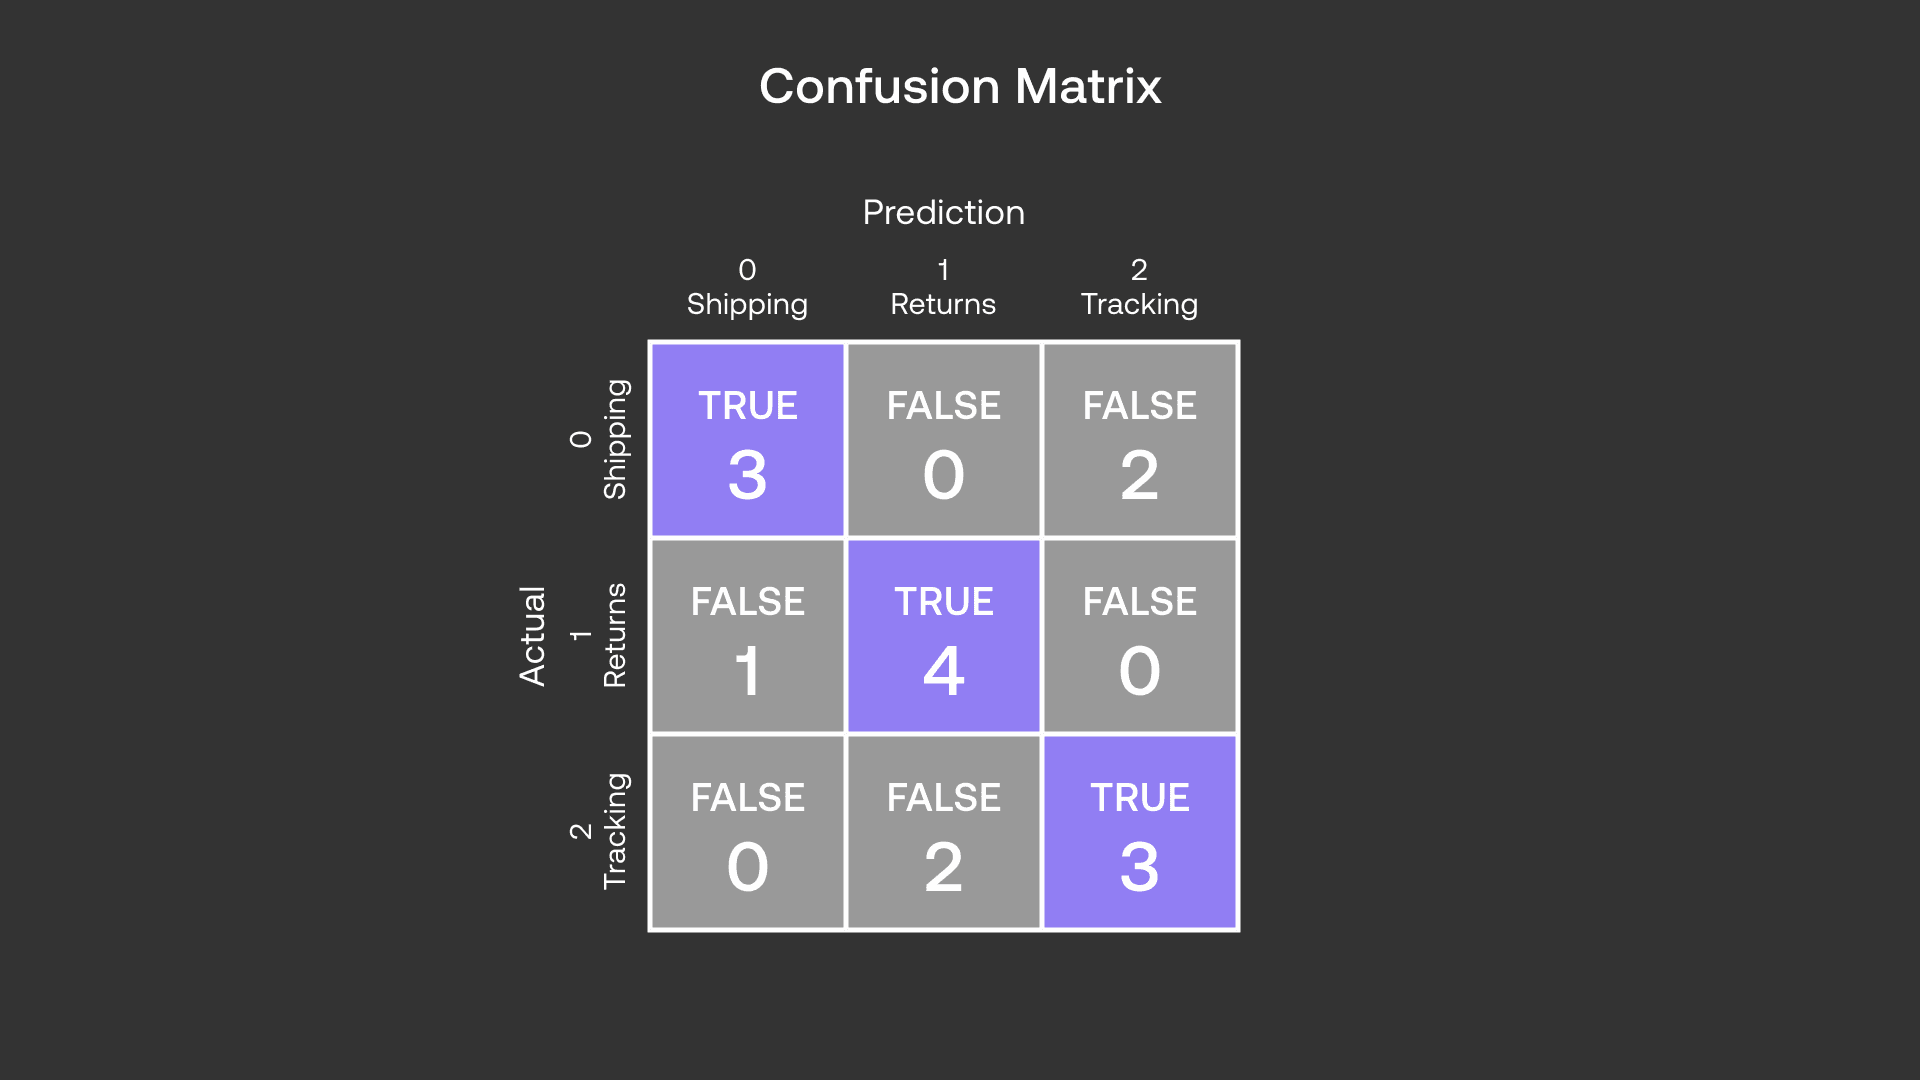 Confusion Matrix
Prediction
0
Shipping
1
Returns
2
Tracking
Actual
0
Shipping
TRUE
3
FALSE
0
FALSE
2
1
Returns
FALSE
1
TRUE
4
FALSE
0
2
Tracking
FALSE
0
FALSE
2
TRUE
3